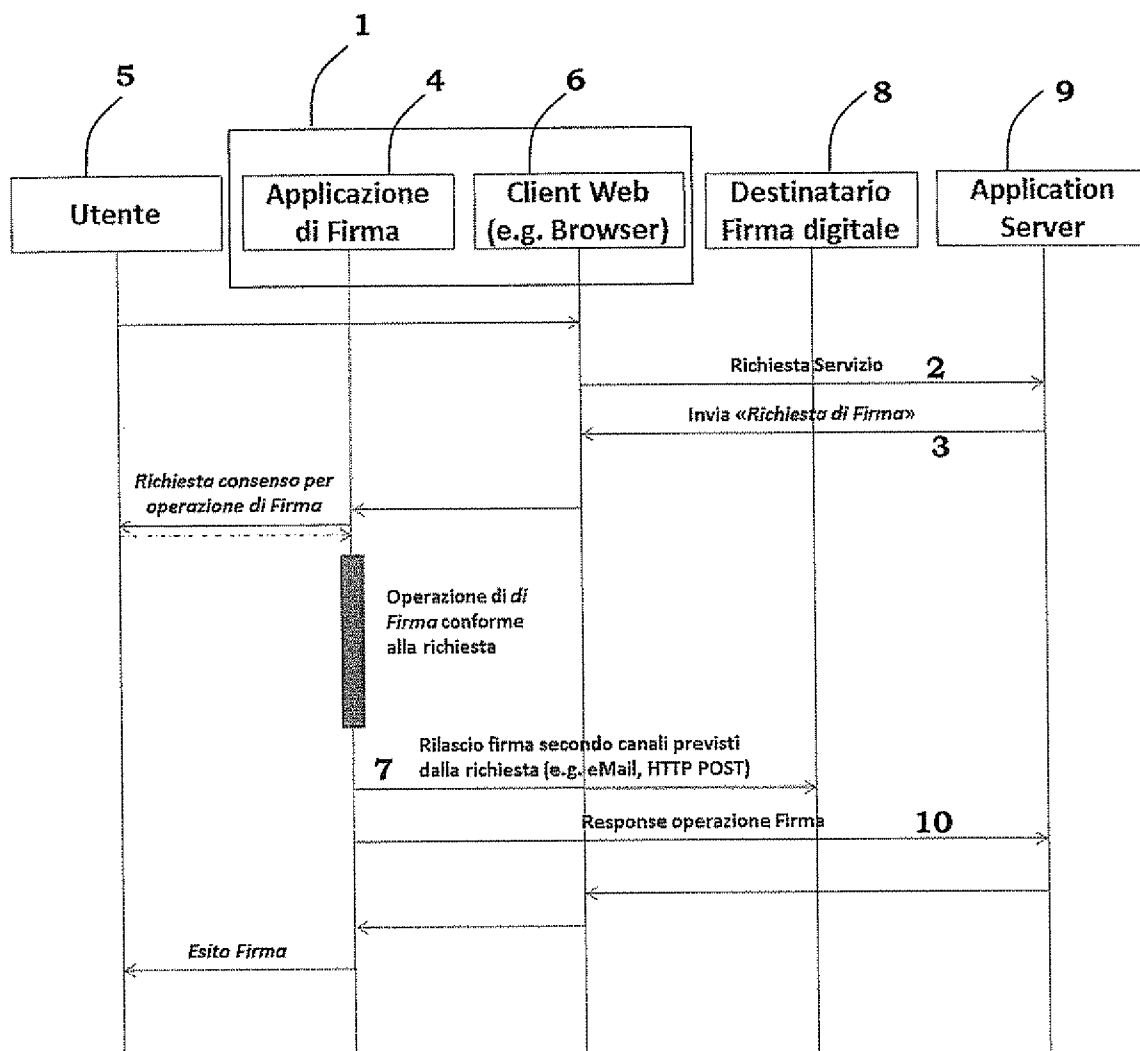 1
5
4
6
8
9
Utente
Applicazione
di Firma
Client Web
(e.g. Browser)
Destinatario
Firma digitale
Application
Server
Richiesta Servizio
2
Invia «Richiesta di Firma»
3
Richiesta consenso per
operazione di Firma
Operazione di di
Firma conforme
alla richiesta
Rilascio firma secondo canali previsti
7
dalla richiesta (e.g. eMail, HTTP POST)
Response operazione Firma
10
Esito Firma